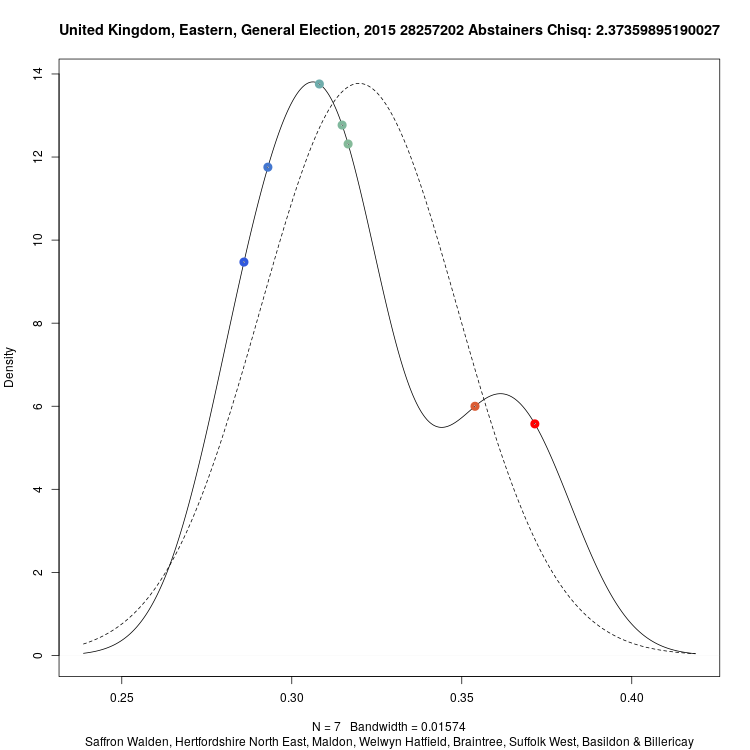 United Kingdom, Eastern, General Election, 2015 28257202 Abstainers Chisq: 2.37359895190027
Density
14
12
10
8
6
4
2
0
0.25 0.30 0.35 0.40
N = 7 Bandwidth = 0.01574
Saffron Walden, Hertfordshire North East, Maldon, Welwyn Hatfield, Braintree, Suffolk West, Basildon & Billericay